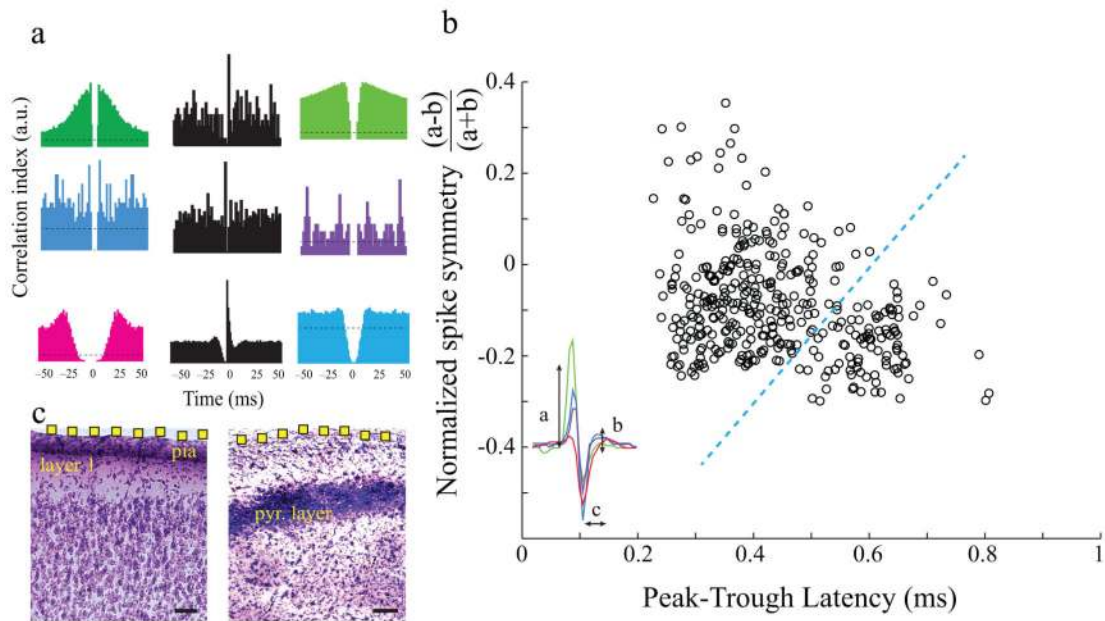 a
Correlation index (a.u.)
−50 −25 0 25 50
−50 −25 0 25 50
−50 −25 0 25 50
Time (ms)
b
Normalized spike symmetry (a-b)/(a+b)
0.4
0.2
0
-0.2
-0.4
a
b
c
0 0.2 0.4 0.6 0.8 1
Peak-Trough Latency (ms)
c
pia
layer 1
pyr. layer